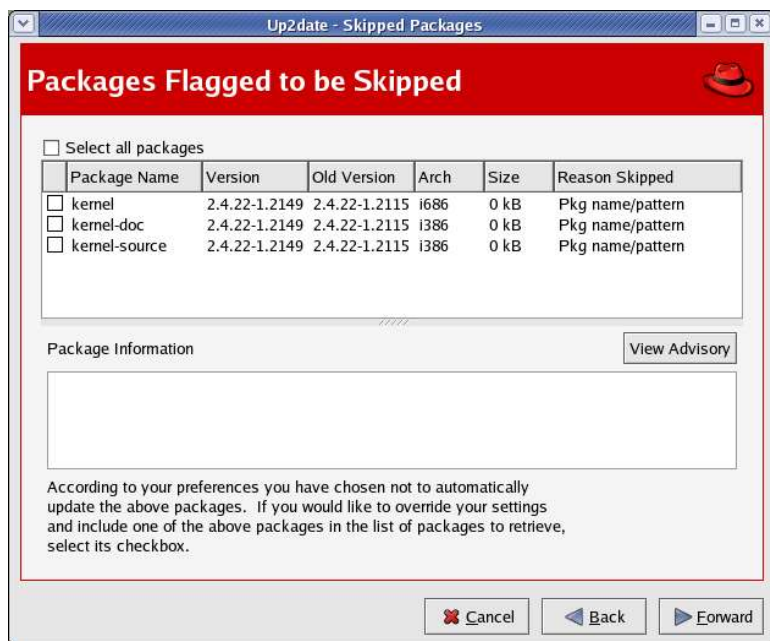 Up2date - Skipped Packages
Packages Flagged to be Skipped
Select all packages
Package Name Version Old Version Arch Size Reason Skipped
kernel 2.4.22-1.2149 2.4.22-1.2115 i686 0 kB Pkg name/pattern
kernel-doc 2.4.22-1.2149 2.4.22-1.2115 i386 0 kB Pkg name/pattern
kernel-source 2.4.22-1.2149 2.4.22-1.2115 i386 0 kB Pkg name/pattern
Package Information View Advisory
According to your preferences you have chosen not to automatically
update the above packages. If you would like to override your settings
and include one of the above packages in the list of packages to retrieve,
select its checkbox.
Cancel Back Forward